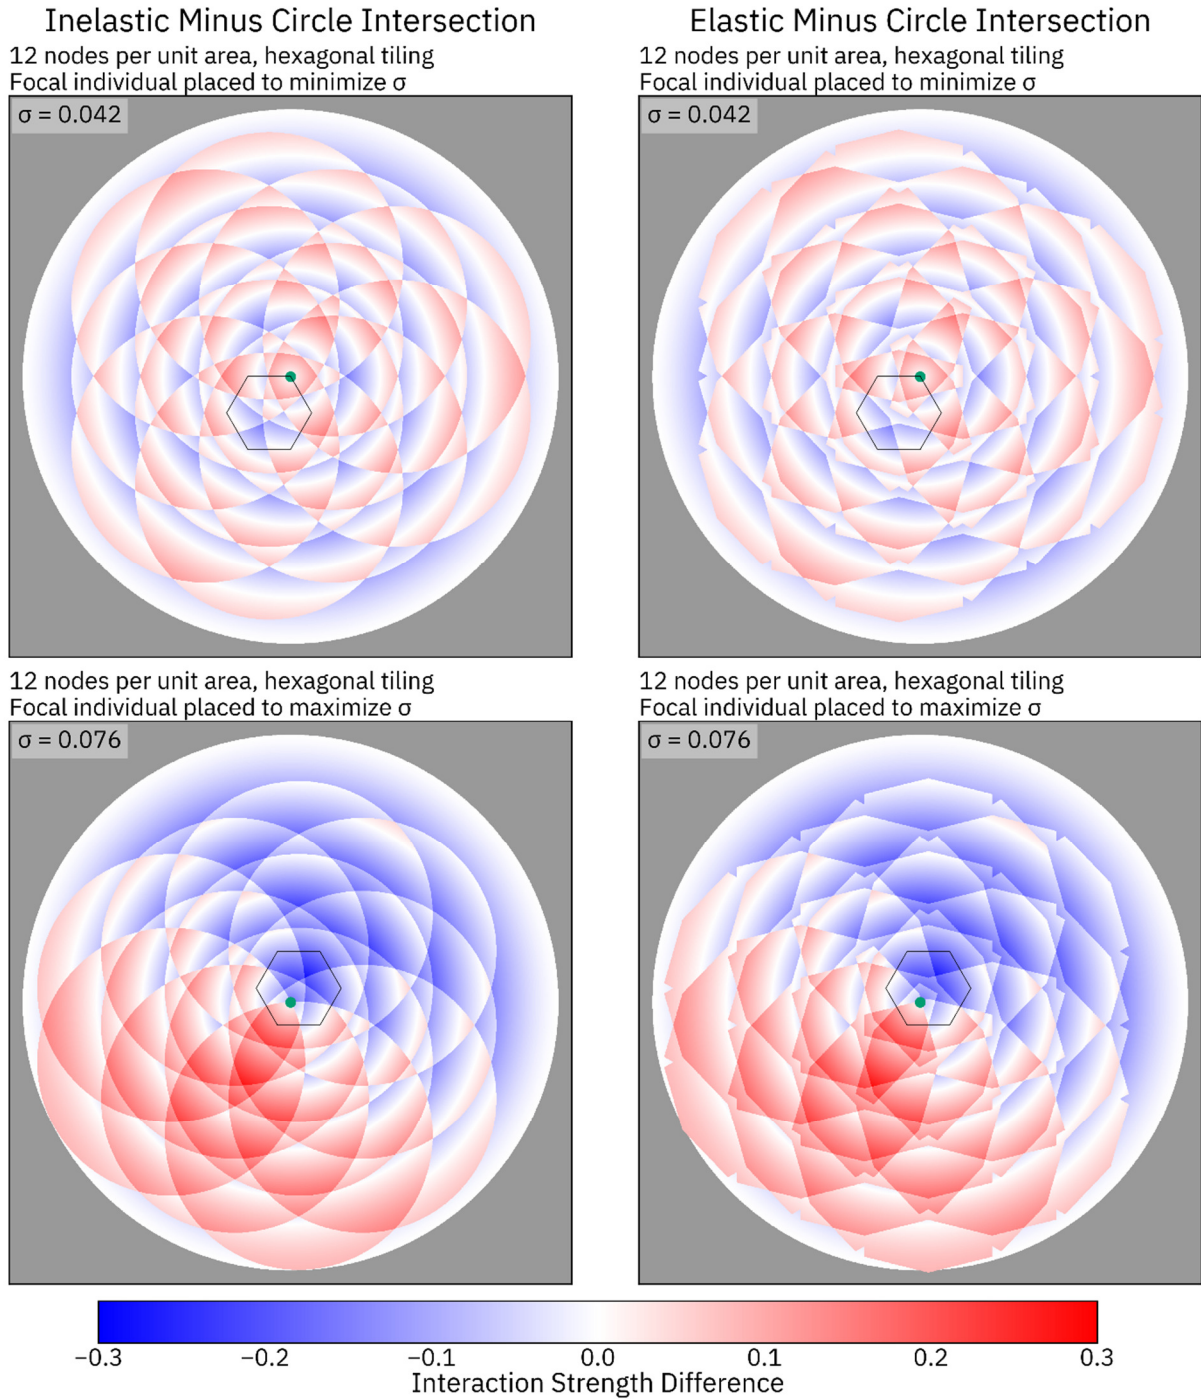 Inelastic Minus Circle Intersection
12 nodes per unit area, hexagonal tiling
Focal individual placed to minimize σ
σ = 0.042
Elastic Minus Circle Intersection
12 nodes per unit area, hexagonal tiling
Focal individual placed to minimize σ
σ = 0.042
12 nodes per unit area, hexagonal tiling
Focal individual placed to maximize σ
σ = 0.076
12 nodes per unit area, hexagonal tiling
Focal individual placed to maximize σ
σ = 0.076
−0.3 −0.2 −0.1 0.0 0.1 0.2 0.3
Interaction Strength Difference